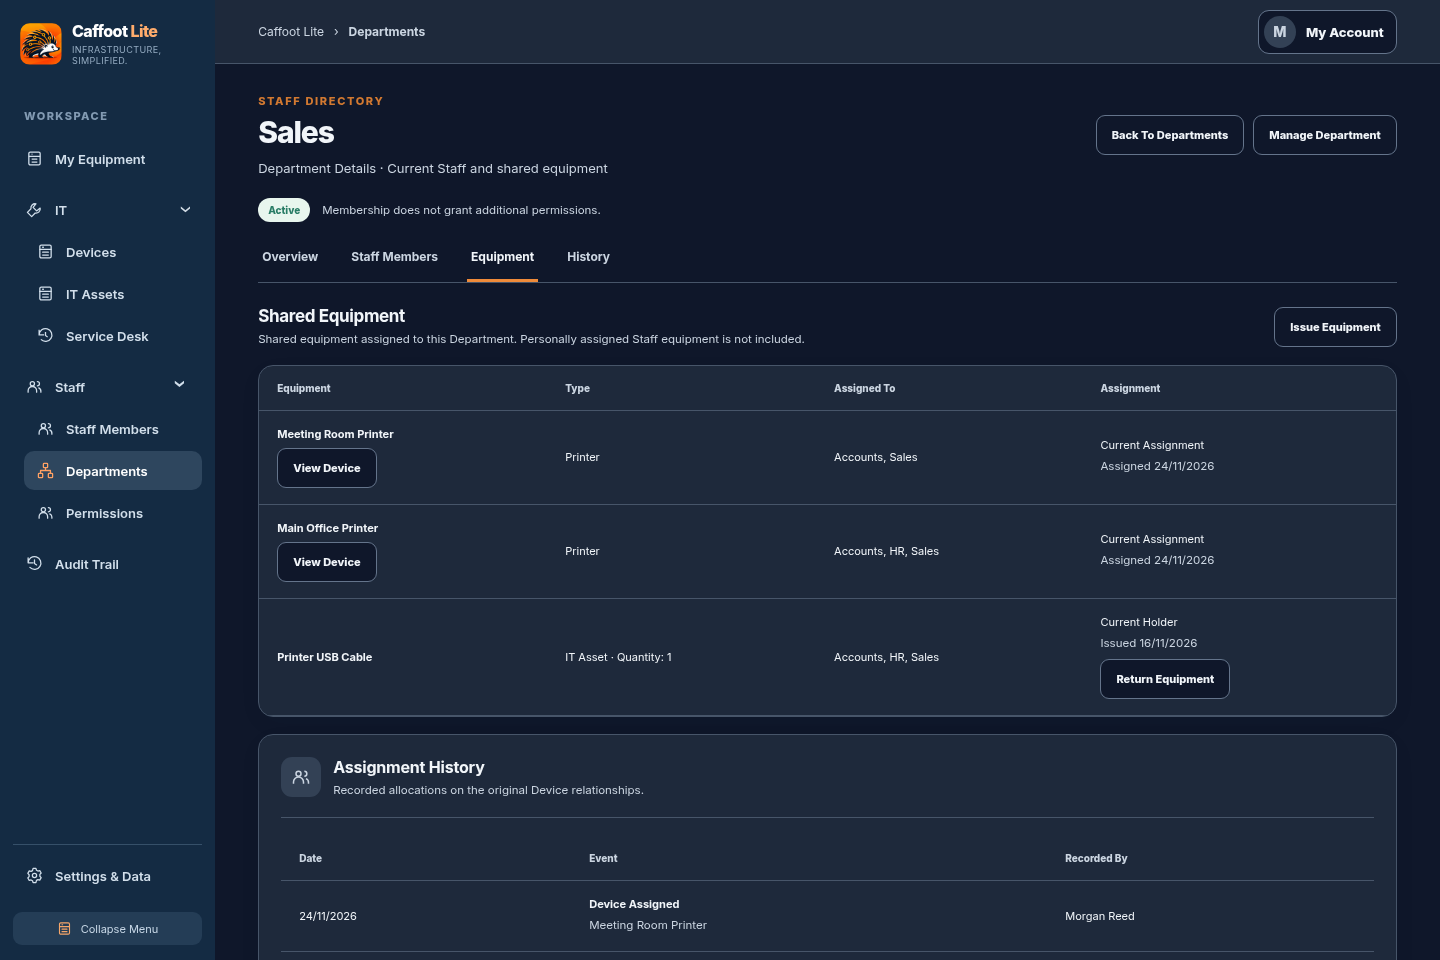 Caffoot Lite
INFRASTRUCTURE,
SIMPLIFIED.
WORKSPACE
My Equipment
IT
Devices
IT Assets
Service Desk
Staff
Staff Members
Departments
Permissions
Audit Trail
Settings & Data
Collapse Menu
Caffoot Lite › Departments
M My Account
STAFF DIRECTORY
Sales
Department Details · Current Staff and shared equipment
Back To Departments
Manage Department
Active Membership does not grant additional permissions.
Overview Staff Members Equipment History
Shared Equipment
Shared equipment assigned to this Department. Personally assigned Staff equipment is not included.
Issue Equipment
Equipment Type Assigned To Assignment
Meeting Room Printer
View Device
Printer
Accounts, Sales
Current Assignment
Assigned 24/11/2026
Main Office Printer
View Device
Printer
Accounts, HR, Sales
Current Assignment
Assigned 24/11/2026
Printer USB Cable
IT Asset · Quantity: 1
Accounts, HR, Sales
Current Holder
Issued 16/11/2026
Return Equipment
Assignment History
Recorded allocations on the original Device relationships.
Date Event Recorded By
24/11/2026
Device Assigned
Meeting Room Printer
Morgan Reed